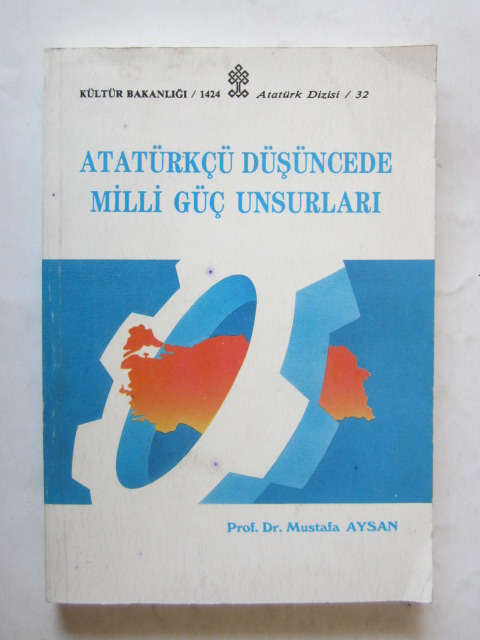 KÜLTÜR BAKANLIĞI / 1424 Atatürk Dizisi / 32
ATATÜRKÇÜ DÜŞÜNCEDE
MİLLİ GÜÇ UNSURLARI
Prof. Dr. Mustafa AYSAN